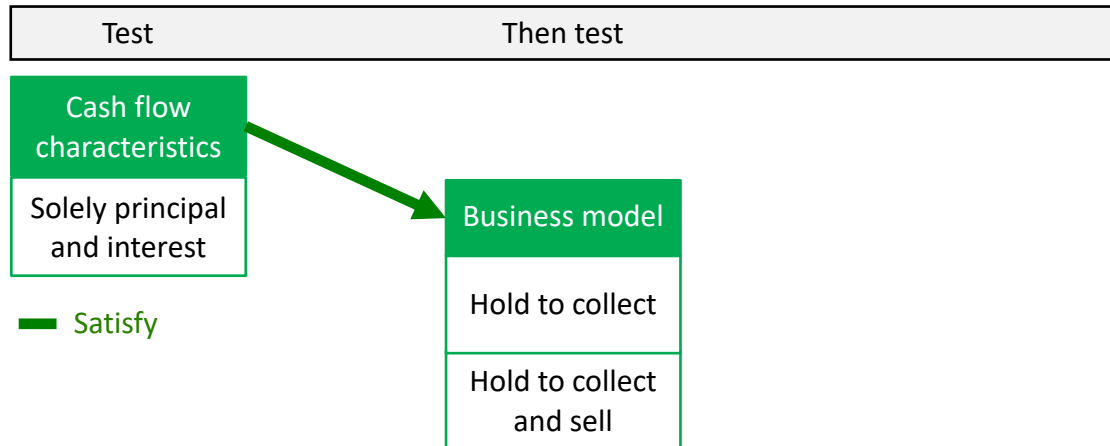 Test
Then test
Cash flow
characteristics
Solely principal
and interest
Satisfy
Business model
Hold to collect
Hold to collect
and sell